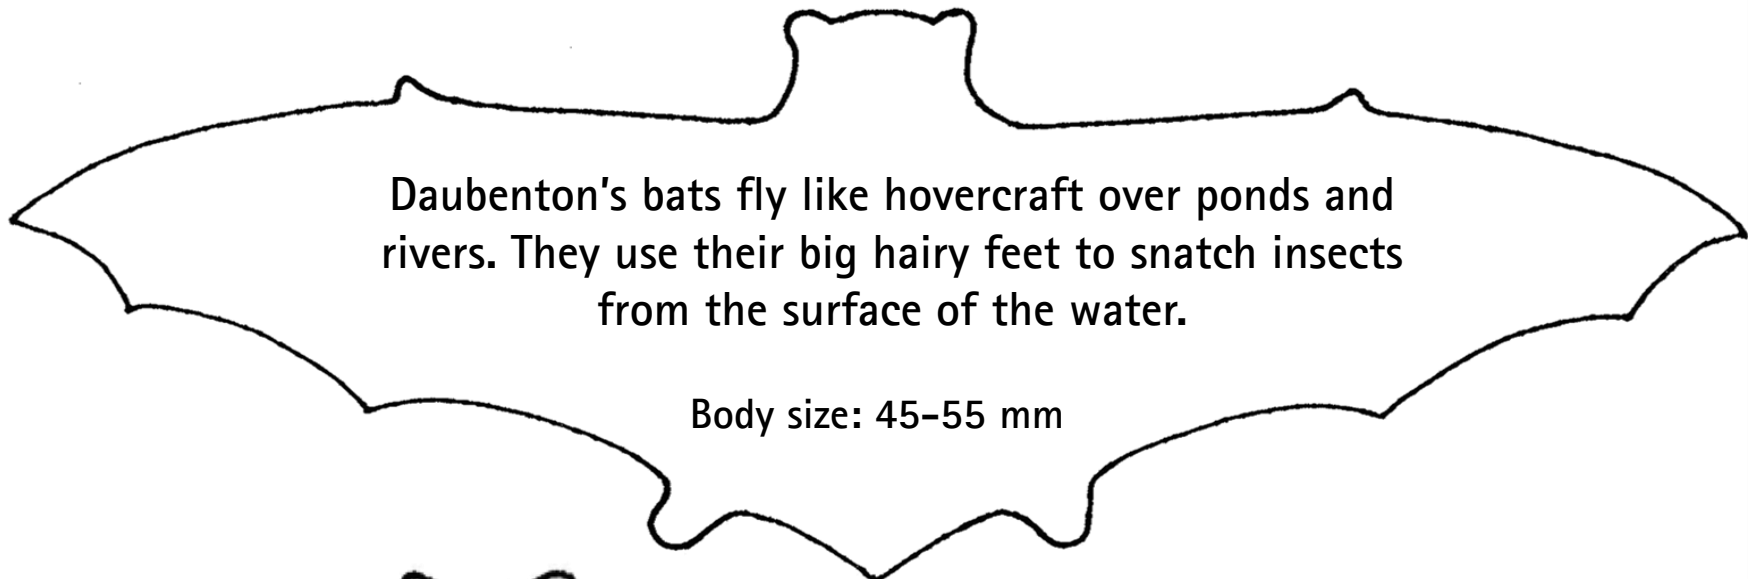 Daubenton's bats fly like hovercraft over ponds and
rivers. They use their big hairy feet to snatch insects
from the surface of the water.
Body size: 45-55 mm